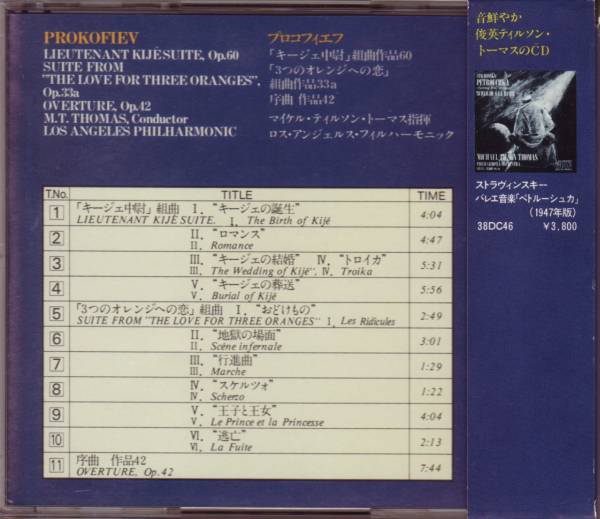 PROKOFIEV
LIEUTENANT KIJÉ SUITE, Op.60
SUITE FROM
"THE LOVE FOR THREE ORANGES",
Op.33a
OVERTURE, Op.42
M.T. THOMAS, Conductor
LOS ANGELES PHILHARMONIC
プロコフィエフ
「キージェ中尉」組曲作品60
「3つのオレンジへの恋」
組曲作品33a
序曲 作品42
マイケル・ティルソン・トーマス指揮
ロス・アンジェルス・フィルハーモニック
T.No. TITLE TIME
1 「キージェ中尉」組曲 Ⅰ.“キージェの誕生”
LIEUTENANT KIJÉ SUITE. Ⅰ. The Birth of Kijé 4:04
2 Ⅱ.“ロマンス”
Ⅱ. Romance 4:47
3 Ⅲ.“キージェの結婚” Ⅳ.“トロイカ”
Ⅲ. The Wedding of Kijé", Ⅳ. Troika 5:31
4 Ⅴ.“キージェの葬送”
Ⅴ. Burial of Kijé 5:56
5 「3つのオレンジへの恋」組曲 Ⅰ.“おどけもの”
SUITE FROM "THE LOVE FOR THREE ORANGES" Ⅰ. Les Ridicules 2:49
6 Ⅱ.“地獄の場面”
Ⅱ. Scène infernale 3:01
7 Ⅲ.“行進曲”
Ⅲ. Marche 1:29
8 Ⅳ.“スケルツォ”
Ⅳ. Scherzo 1:22
9 Ⅴ.“王子と王女”
Ⅴ. Le Prince et la Princesse 4:04
10 Ⅵ.“逃亡”
Ⅵ. La Fuite 2:13
11 序曲 作品42
OVERTURE, Op.42 7:44
音鮮やか
俊英ティルソン・
トーマスのCD
PETROUCHKA
MICHAEL TILSON THOMAS
ストラヴィンスキー
バレエ音楽「ペトルーシュカ」
(1947年版)
38DC46 ¥3,800